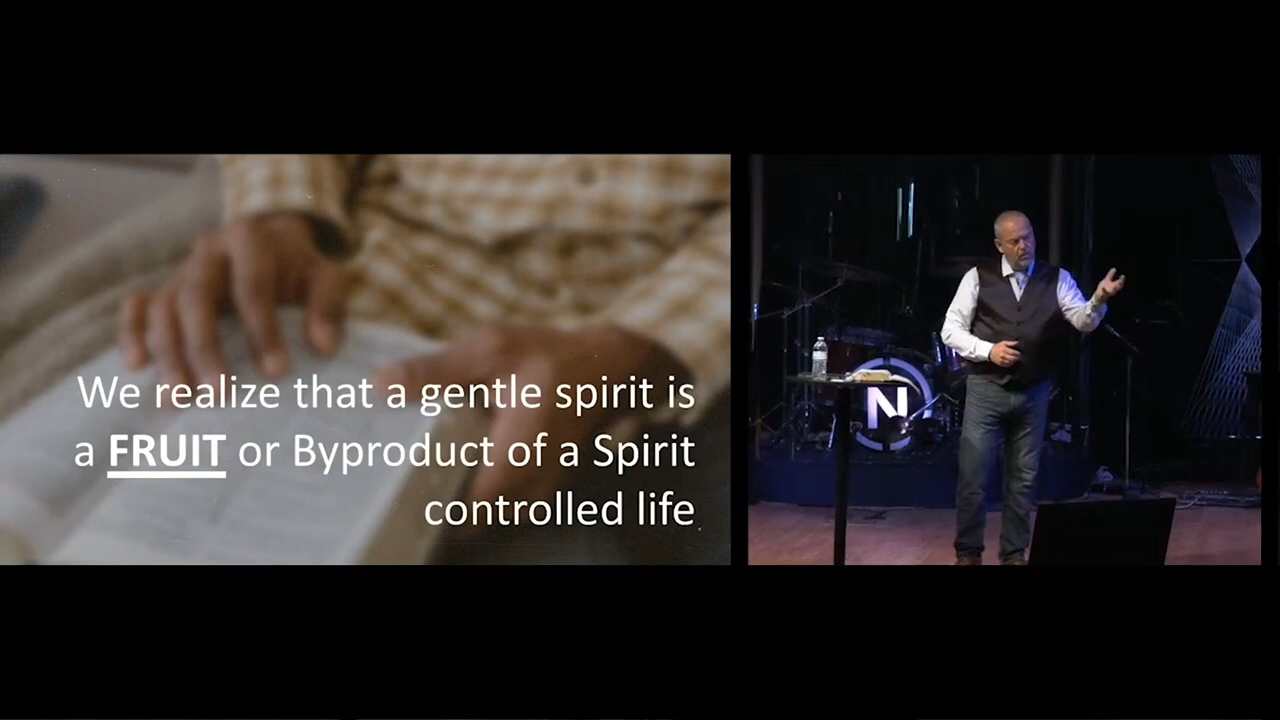 We realize that a gentle spirit is
a FRUIT or Byproduct of a Spirit
controlled life
N